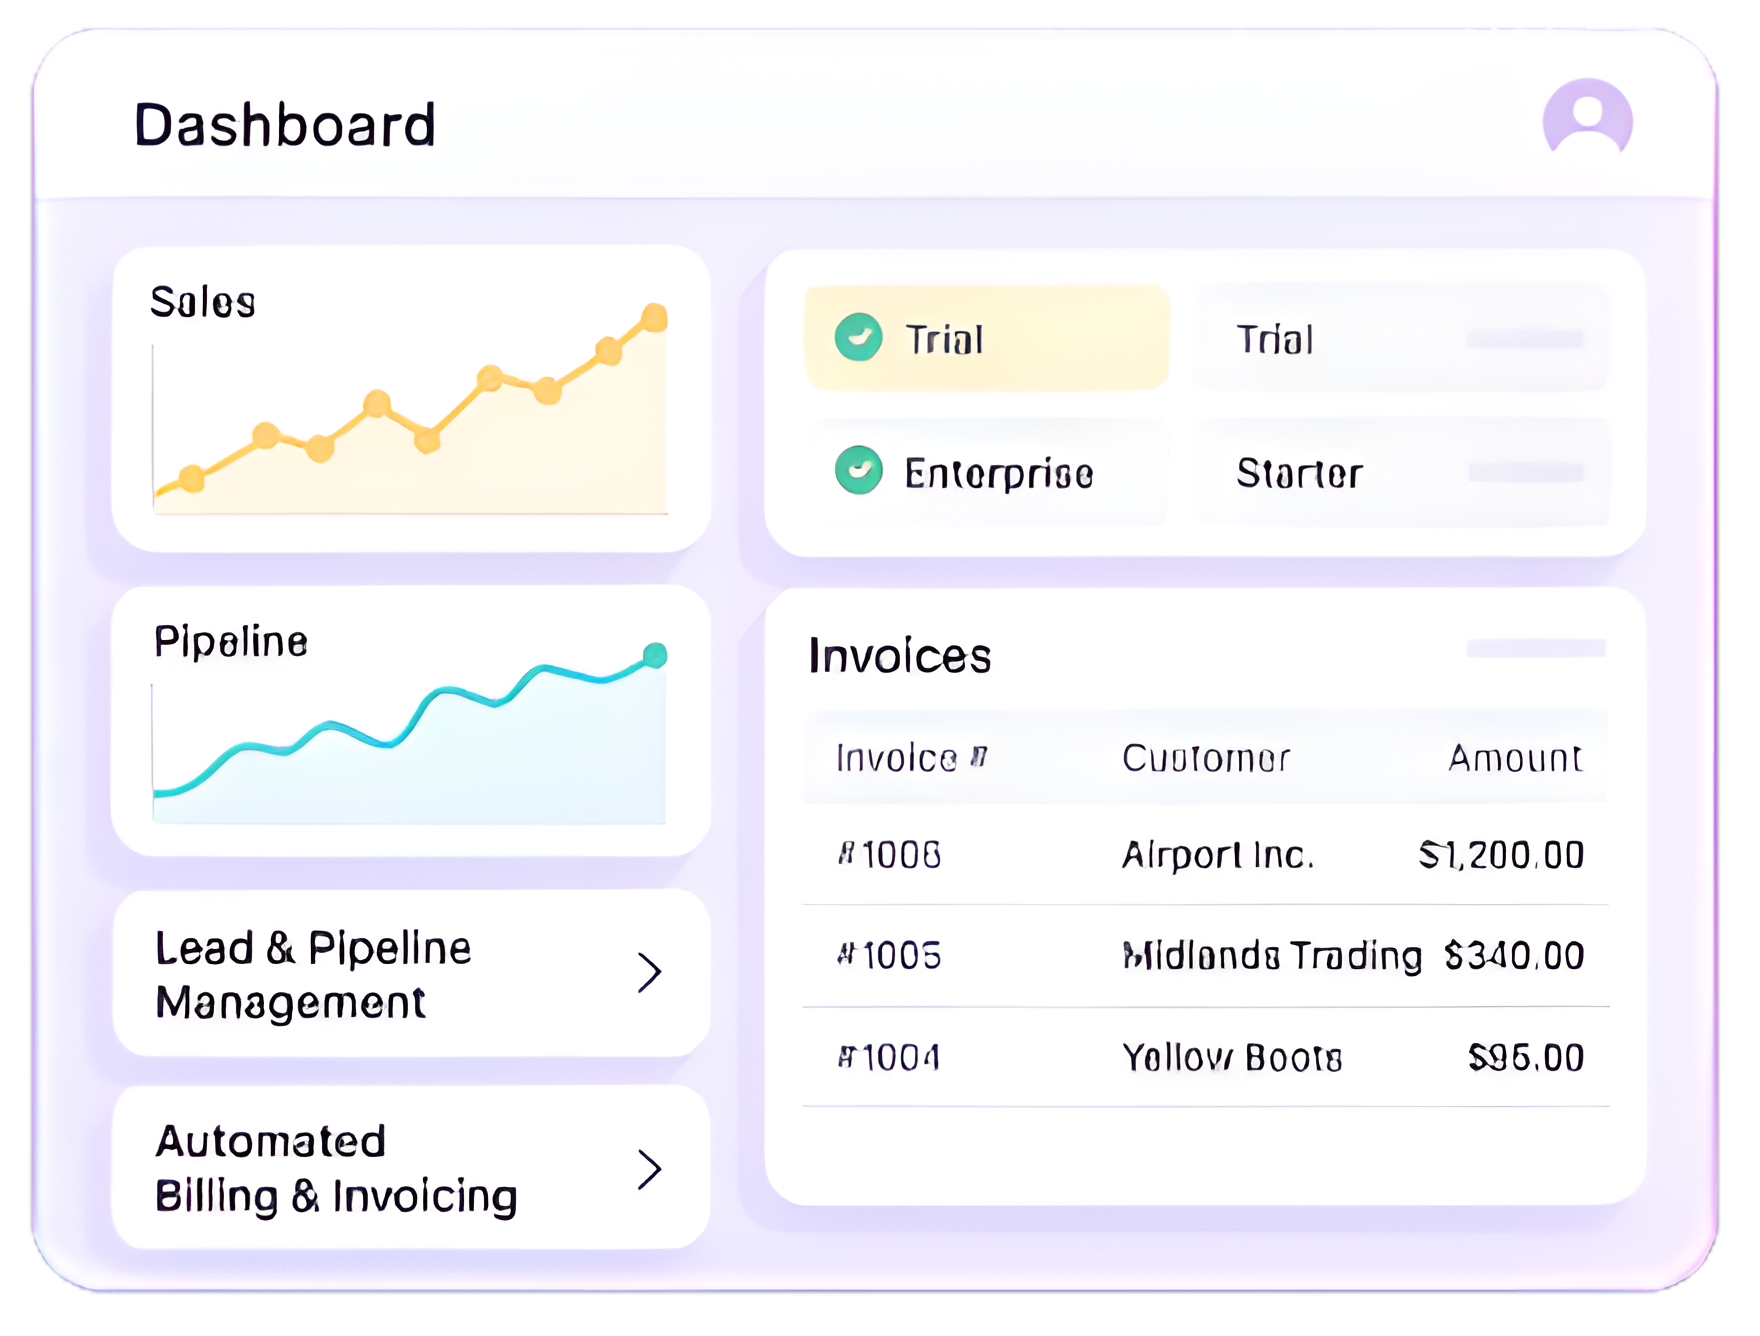 Dashboard
Sales
Trial
Trial
Enterprise
Starter
Pipeline
Invoices
Invoice #
Customer
Amount
#1006 Airport Inc. $1,200.00
#1005 Midlands Trading $340.00
#1004 Yellow Boots $95.00
Lead & Pipeline
Management
Automated
Billing & Invoicing